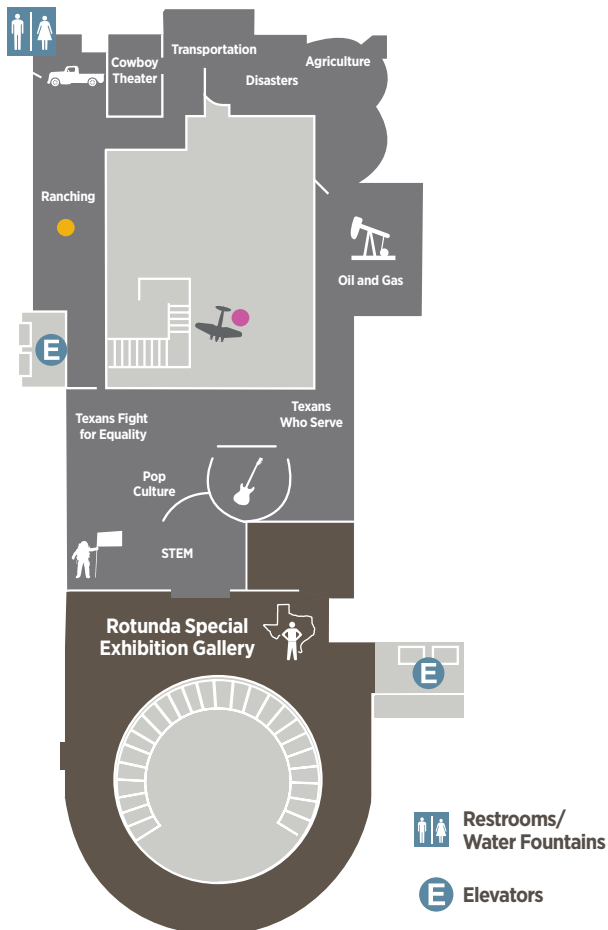 Transportation
Cowboy
Theater
Agriculture
Disasters
Ranching
Oil and Gas
E
Texans
Who Serve
Texans Fight
for Equality
Pop
Culture
STEM
Rotunda Special
Exhibition Gallery
E
Restrooms/
Water Fountains
E
Elevators